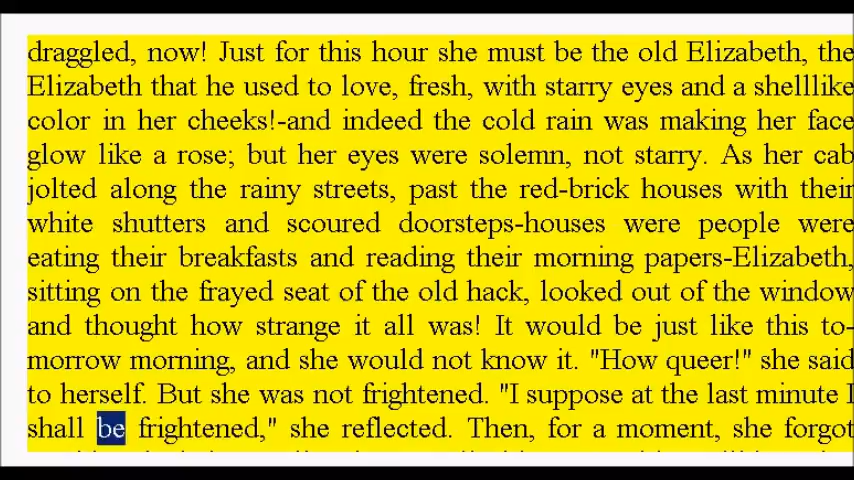 draggled, now! Just for this hour she must be the old Elizabeth, the
Elizabeth that he used to love, fresh, with starry eyes and a shelllike
color in her cheeks!-and indeed the cold rain was making her face
glow like a rose; but her eyes were solemn, not starry. As her cab
jolted along the rainy streets, past the red-brick houses with their
white shutters and scoured doorsteps-houses were people were
eating their breakfasts and reading their morning papers-Elizabeth,
sitting on the frayed seat of the old hack, looked out of the window
and thought how strange it all was! It would be just like this to-
morrow morning, and she would not know it. "How queer!" she said
to herself. But she was not frightened. "I suppose at the last minute I
shall be frightened," she reflected. Then, for a moment, she forgot